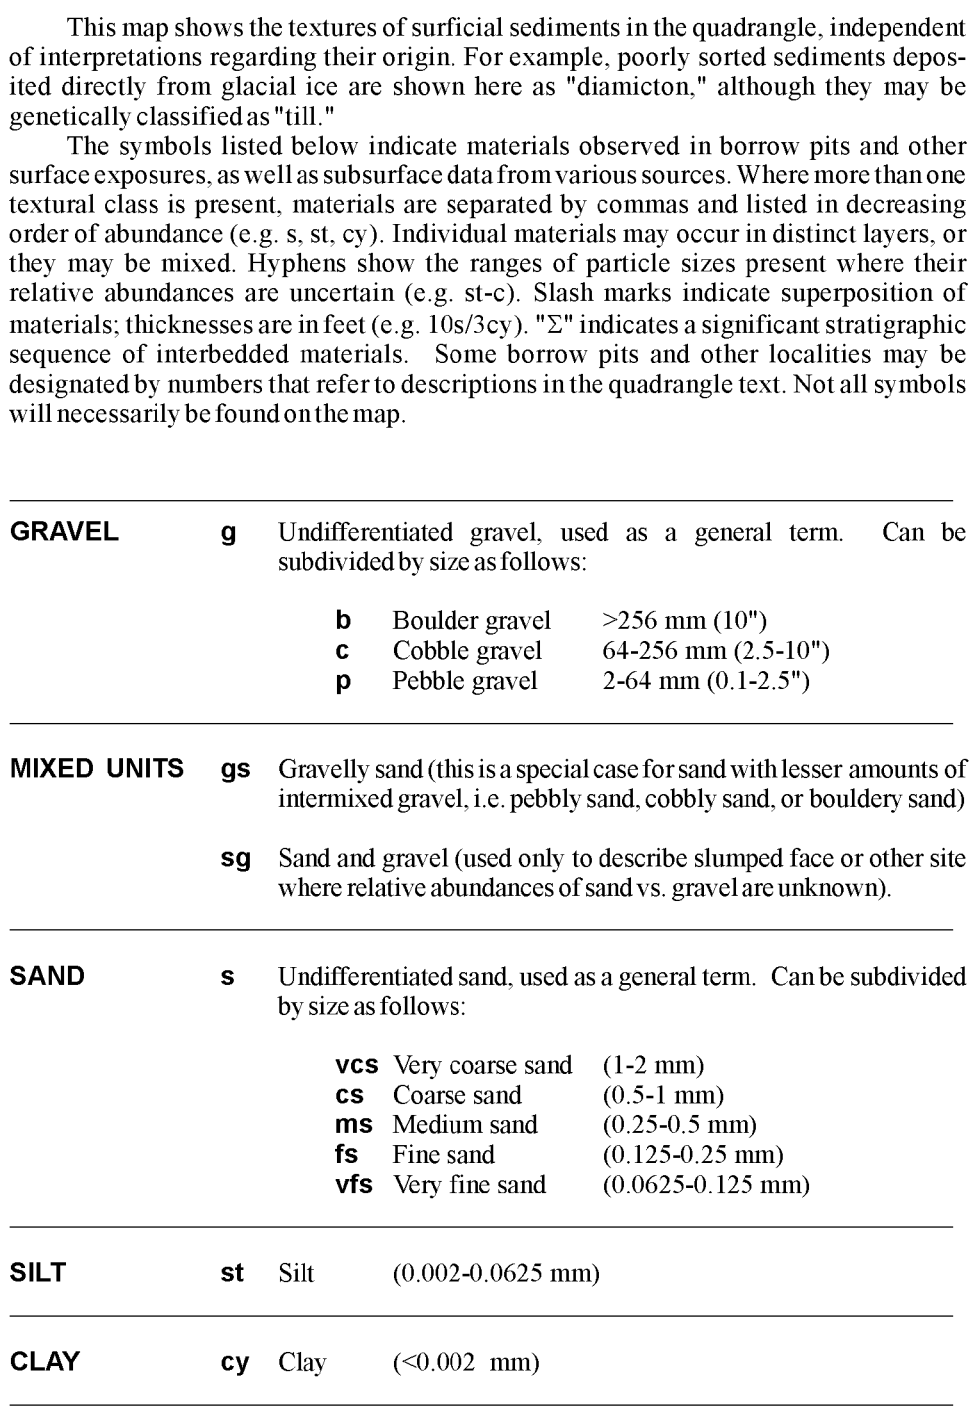 This map shows the textures of surficial sediments in the quadrangle, independent
of interpretations regarding their origin. For example, poorly sorted sediments depos-
ited directly from glacial ice are shown here as "diamicton," although they may be
genetically classified as "till."
The symbols listed below indicate materials observed in borrow pits and other
surface exposures, as well as subsurface data from various sources. Where more than one
textural class is present, materials are separated by commas and listed in decreasing
order of abundance (e.g. s, st, cy). Individual materials may occur in distinct layers, or
they may be mixed. Hyphens show the ranges of particle sizes present where their
relative abundances are uncertain (e.g. st-c). Slash marks indicate superposition of
materials; thicknesses are in feet (e.g. 10s/3cy). "Σ" indicates a significant stratigraphic
sequence of interbedded materials. Some borrow pits and other localities may be
designated by numbers that refer to descriptions in the quadrangle text. Not all symbols
will necessarily be found on the map.
GRAVEL g Undifferentiated gravel, used as a general term. Can be
subdivided by size as follows:
b Boulder gravel >256 mm (10")
c Cobble gravel 64-256 mm (2.5-10")
p Pebble gravel 2-64 mm (0.1-2.5")
MIXED UNITS gs Gravelly sand (this is a special case for sand with lesser amounts of
intermixed gravel, i.e. pebbly sand, cobbly sand, or bouldery sand)
sg Sand and gravel (used only to describe slumped face or other site
where relative abundances of sand vs. gravel are unknown).
SAND s Undifferentiated sand, used as a general term. Can be subdivided
by size as follows:
vcs Very coarse sand (1-2 mm)
cs Coarse sand (0.5-1 mm)
ms Medium sand (0.25-0.5 mm)
fs Fine sand (0.125-0.25 mm)
vfs Very fine sand (0.0625-0.125 mm)
SILT st Silt (0.002-0.0625 mm)
CLAY cy Clay (<0.002 mm)